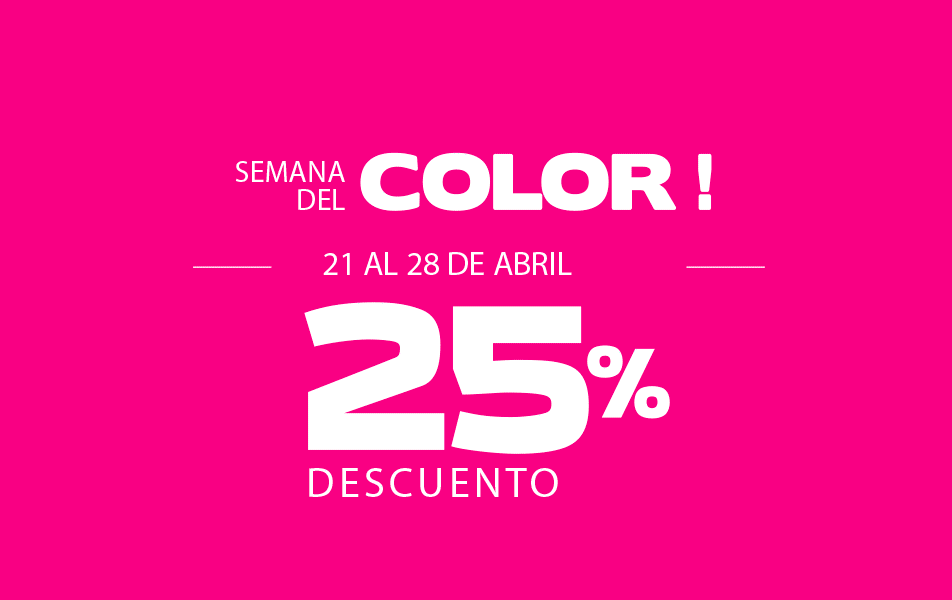 SEMANA
DEL COLOR !
21 AL 28 DE ABRIL
25%
DESCUENTO